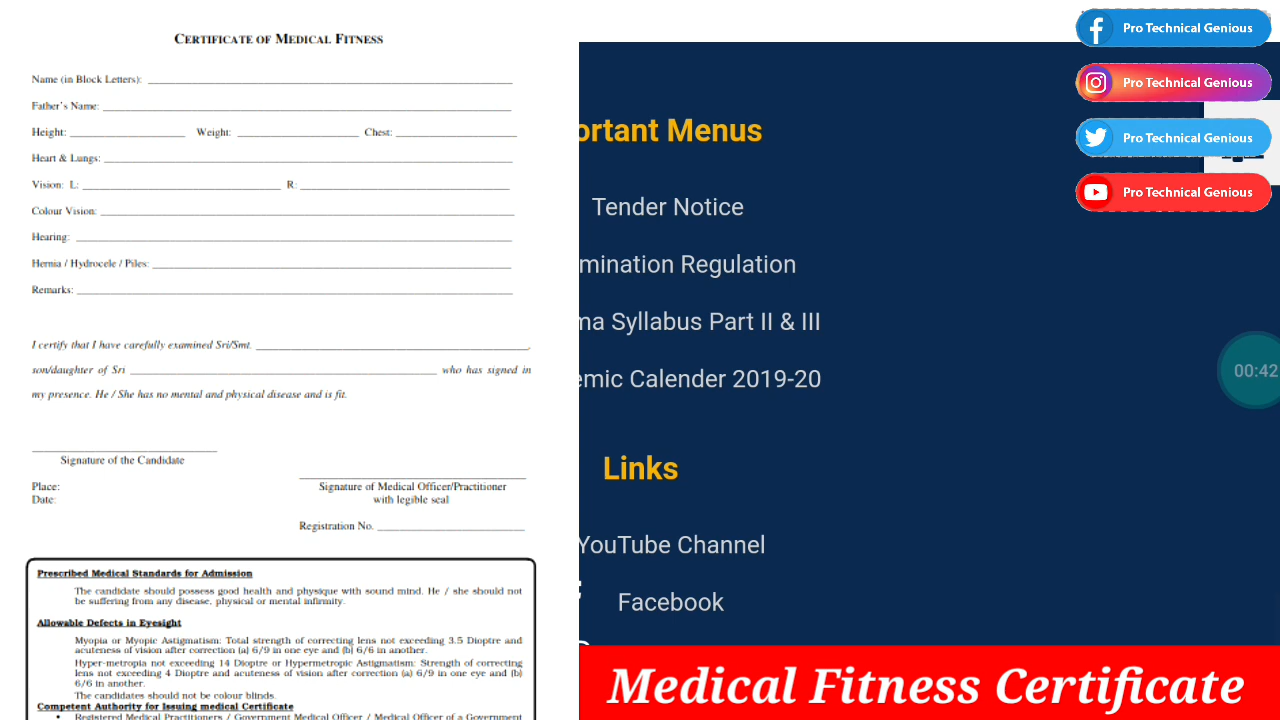 CERTIFICATE OF MEDICAL FITNESS
Name (in Block Letters):
Father's Name:
Height: Weight: Chest:
Heart & Lungs:
Vision: L: R:
Colour Vision:
Hearing:
Hernia / Hydrocele / Piles:
Remarks:
I certify that I have carefully examined Sri/Smt. ,
son/daughter of Sri who has signed in
my presence. He / She has no mental and physical disease and is fit.
Signature of the Candidate
Place:
Date:
Signature of Medical Officer/Practitioner
with legible seal
Registration No.
Prescribed Medical Standards for Admission
The candidate should possess good health and physique with sound mind. He / she should not
be suffering from any disease, physical or mental infirmity.
Allowable Defects in Eyesight
Myopia or Myopic Astigmatism: Total strength of correcting lens not exceeding 3.5 Dioptre and
acuteness of vision after correction (a) 6/9 in one eye and (b) 6/6 in another.
Hyper-metropia not exceeding 14 Dioptre or Hypermetropic Astigmatism: Strength of correcting
lens not exceeding 4 Dioptre and acuteness of vision after correction (a) 6/9 in one eye and (b)
6/6 in another.
The candidates should not be colour blinds.
Competent Authority for Issuing medical Certificate
• Registered Medical Practitioners / Government Medical Officer / Medical Officer of a Government
ortant Menus
Tender Notice
mination Regulation
ma Syllabus Part II & III
emic Calender 2019-20
Links
YouTube Channel
Facebook
Pro Technical Genious
Pro Technical Genious
Pro Technical Genious
Pro Technical Genious
00:42
Medical Fitness Certificate